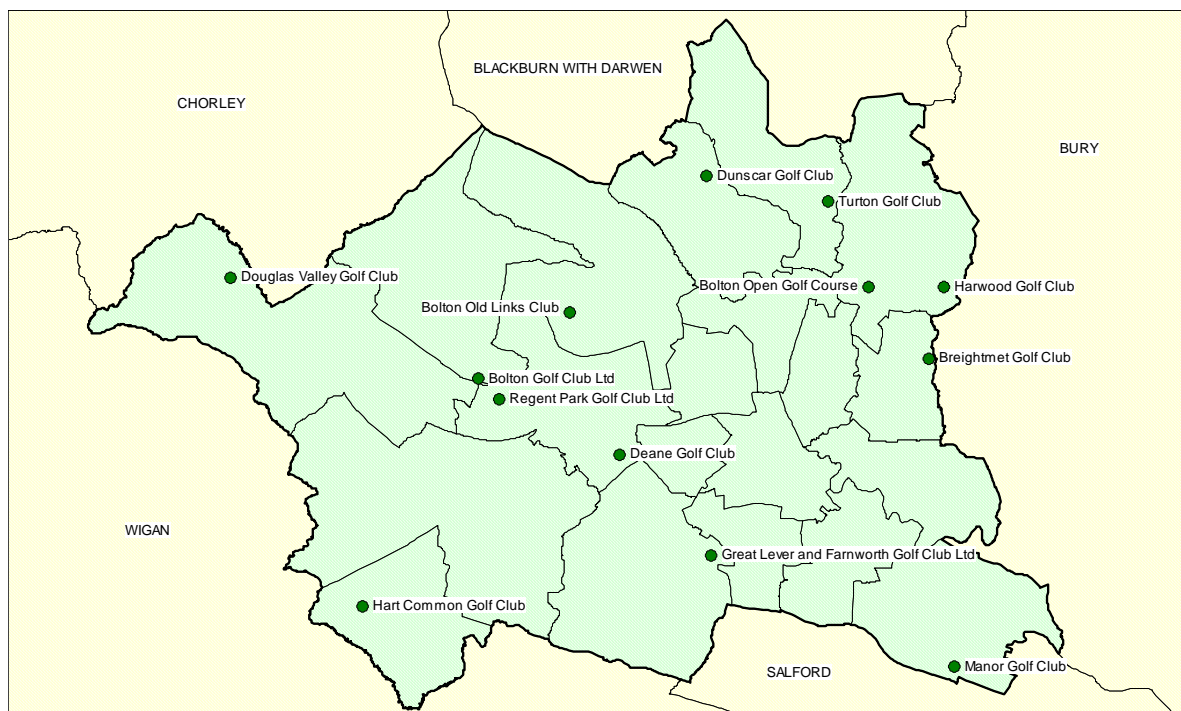 BLACKBURN WITH DARWEN
CHORLEY
BURY
Dunscar Golf Club
Turton Golf Club
Douglas Valley Golf Club
Bolton Open Golf Course
Harwood Golf Club
Bolton Old Links Club
Breightmet Golf Club
Bolton Golf Club Ltd
Regent Park Golf Club Ltd
Deane Golf Club
WIGAN
Great Lever and Farnworth Golf Club Ltd
Hart Common Golf Club
SALFORD
Manor Golf Club